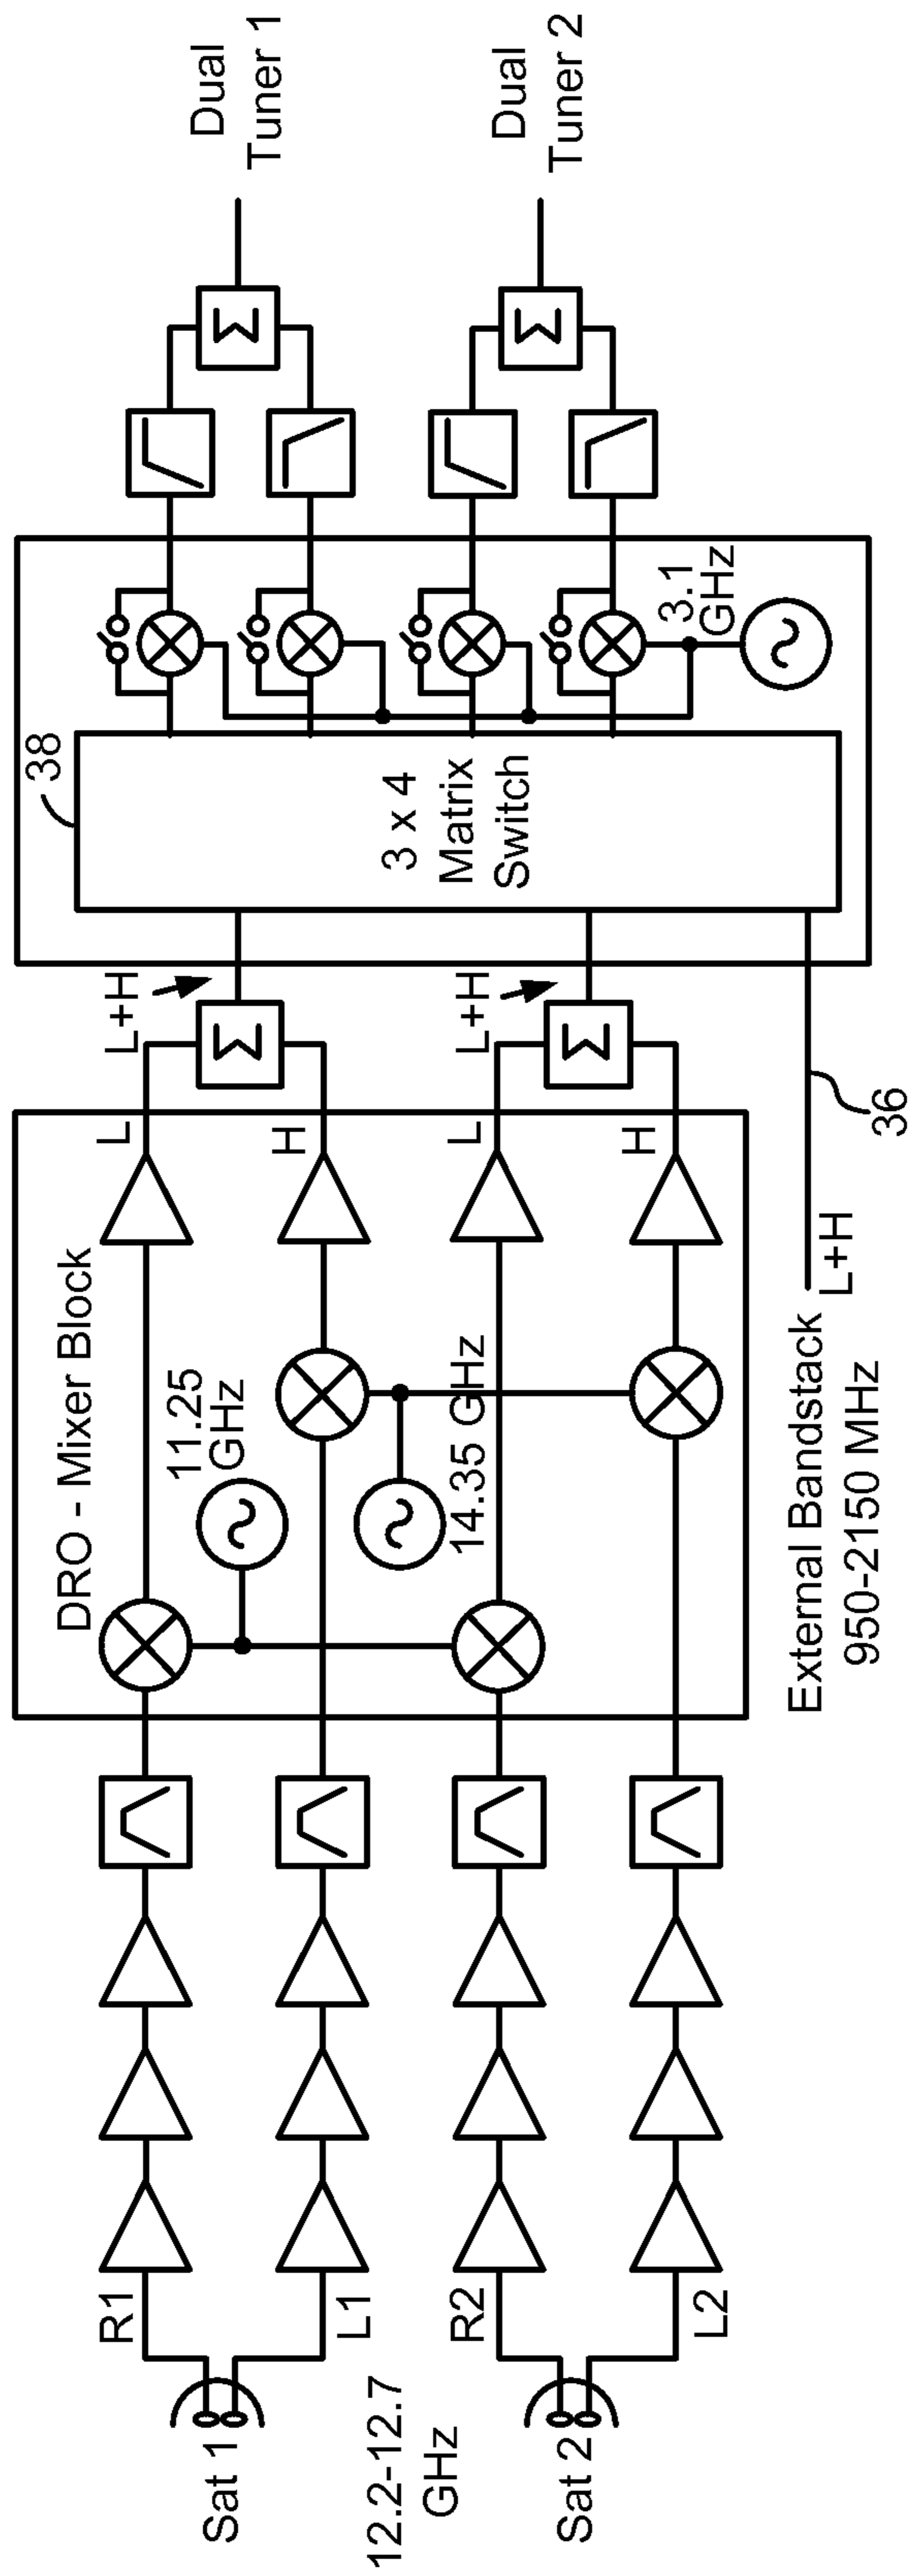 Sat 1
12.2-12.7
GHz
Sat 2
R1
L1
R2
L2
DRO - Mixer Block
11.25
GHz
14.35 GHz
L
H
L
H
L+H
L+H
External Bandstack
950-2150 MHz
L+H
36
38
3 x 4
Matrix
Switch
3.1
GHz
Σ
Σ
Σ
Σ
Dual
Tuner 1
Dual
Tuner 2